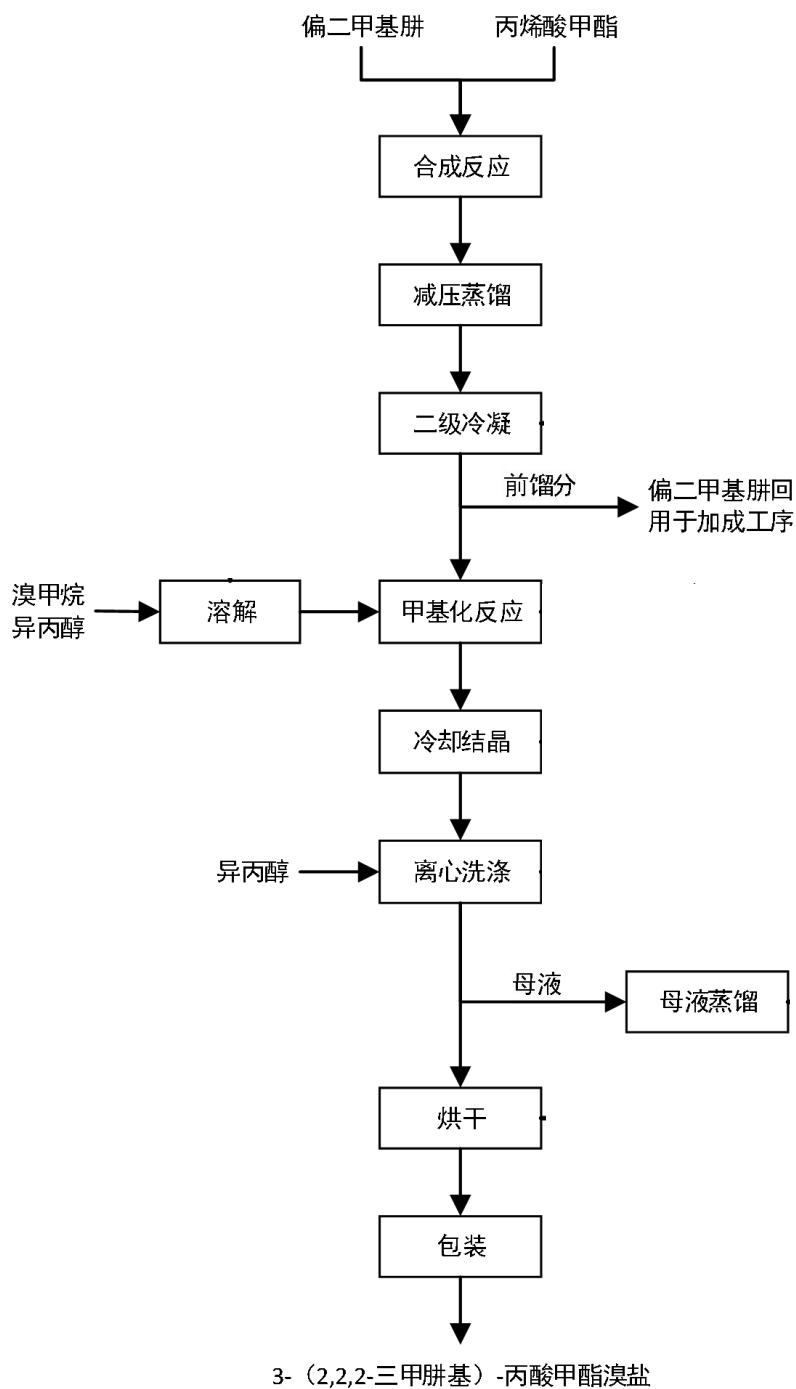 偏二甲基肼
丙烯酸甲酯
合成反应
减压蒸馏
二级冷凝
前馏分
偏二甲基肼回
用于加成工序
溴甲烷
异丙醇
溶解
甲基化反应
冷却结晶
异丙醇
离心洗涤
母液
母液蒸馏
烘干
包装
3-（2,2,2-三甲肼基）-丙酸甲酯溴盐